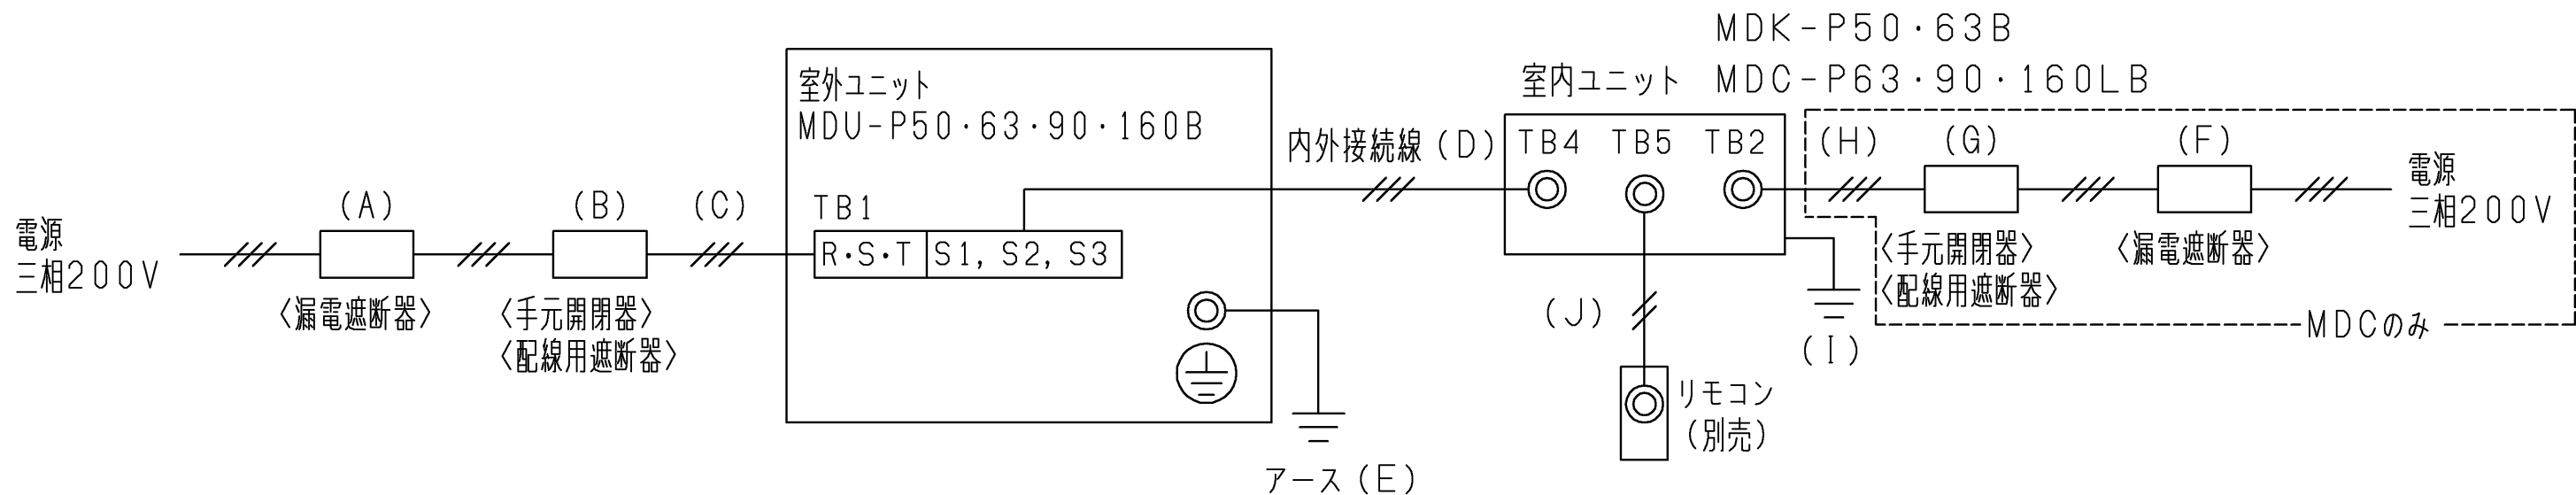 電源
三相200V
(A)
〈漏電遮断器〉
(B)
〈手元開閉器〉
〈配線用遮断器〉
(C)
室外ユニット
MDU-P50・63・90・160B
TB1
R・S・T
S1, S2, S3
アース(E)
内外接続線(D)
MDK-P50・63B
室内ユニット MDC-P63・90・160LB
TB4 TB5 TB2
(J)
リモコン
(別売)
(I)
(H)
(G)
〈手元開閉器〉
〈配線用遮断器〉
(F)
〈漏電遮断器〉
電源
三相200V
MDCのみ